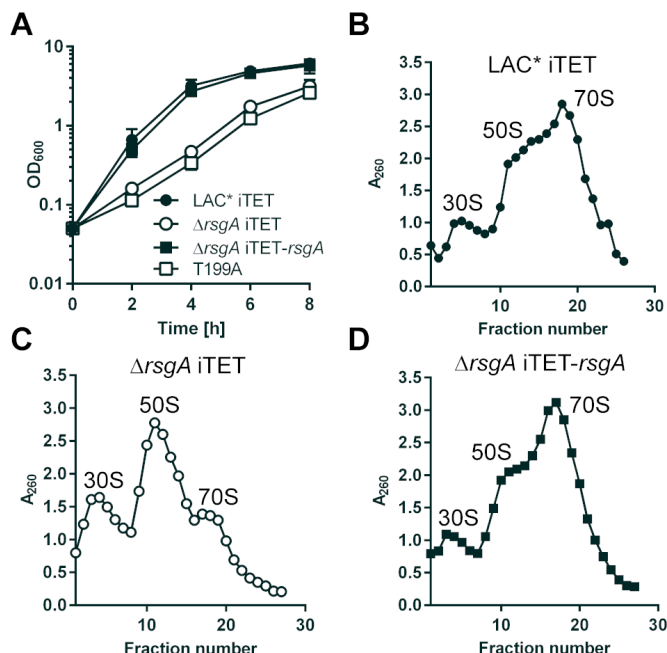 A
10
1
0.1
0.01
OD600
0 2 4 6 8
Time [h]
LAC* iTET
ΔrsgA iTET
ΔrsgA iTET-rsgA
T199A
B
LAC* iTET
70S
50S
30S
3.5
3.0
2.5
2.0
1.5
1.0
0.5
0.0
A260
10 20 30
Fraction number
C
ΔrsgA iTET
50S
30S
70S
3.5
3.0
2.5
2.0
1.5
1.0
0.5
0.0
A260
10 20 30
Fraction number
D
ΔrsgA iTET-rsgA
70S
50S
30S
3.5
3.0
2.5
2.0
1.5
1.0
0.5
0.0
A260
10 20 30
Fraction number